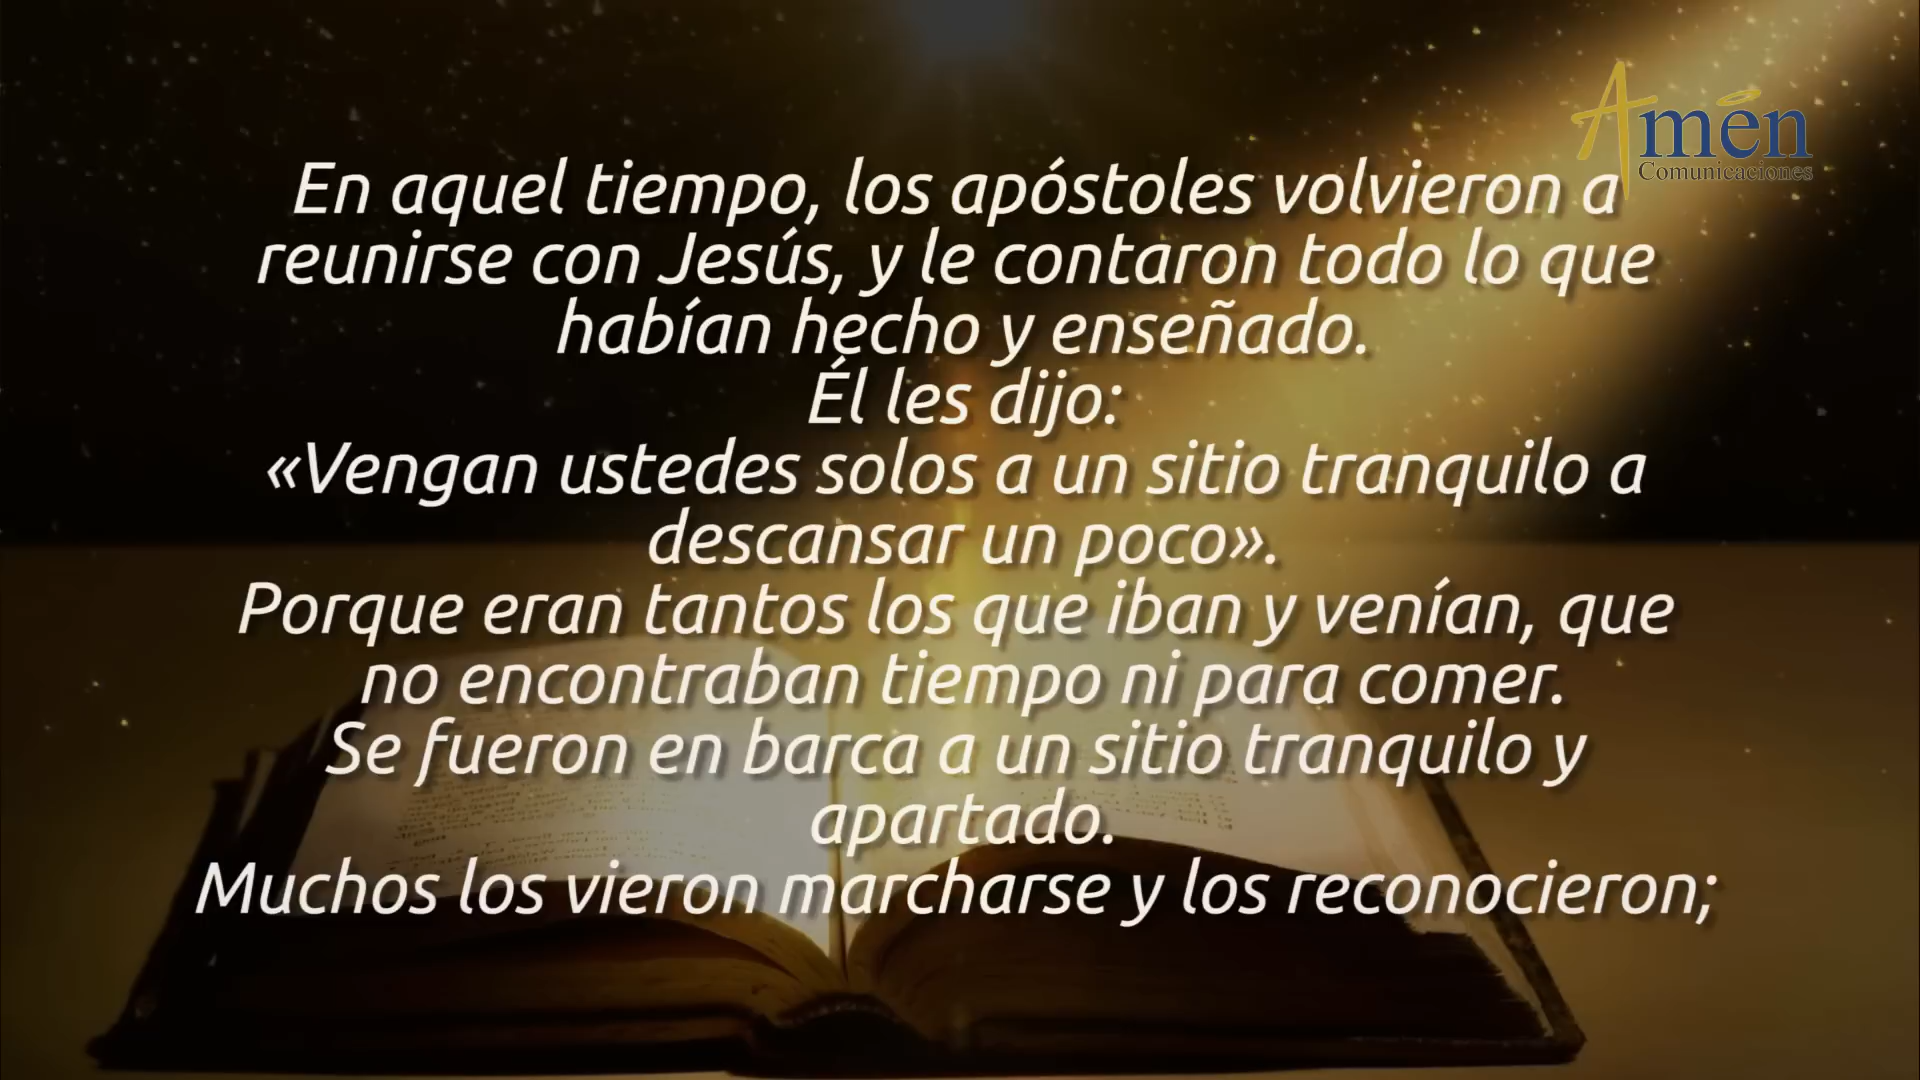 Amén
Comunicaciones
En aquel tiempo, los apóstoles volvieron a
reunirse con Jesús, y le contaron todo lo que
habían hecho y enseñado.
Él les dijo:
«Vengan ustedes solos a un sitio tranquilo a
descansar un poco».
Porque eran tantos los que iban y venían, que
no encontraban tiempo ni para comer.
Se fueron en barca a un sitio tranquilo y
apartado.
Muchos los vieron marcharse y los reconocieron;